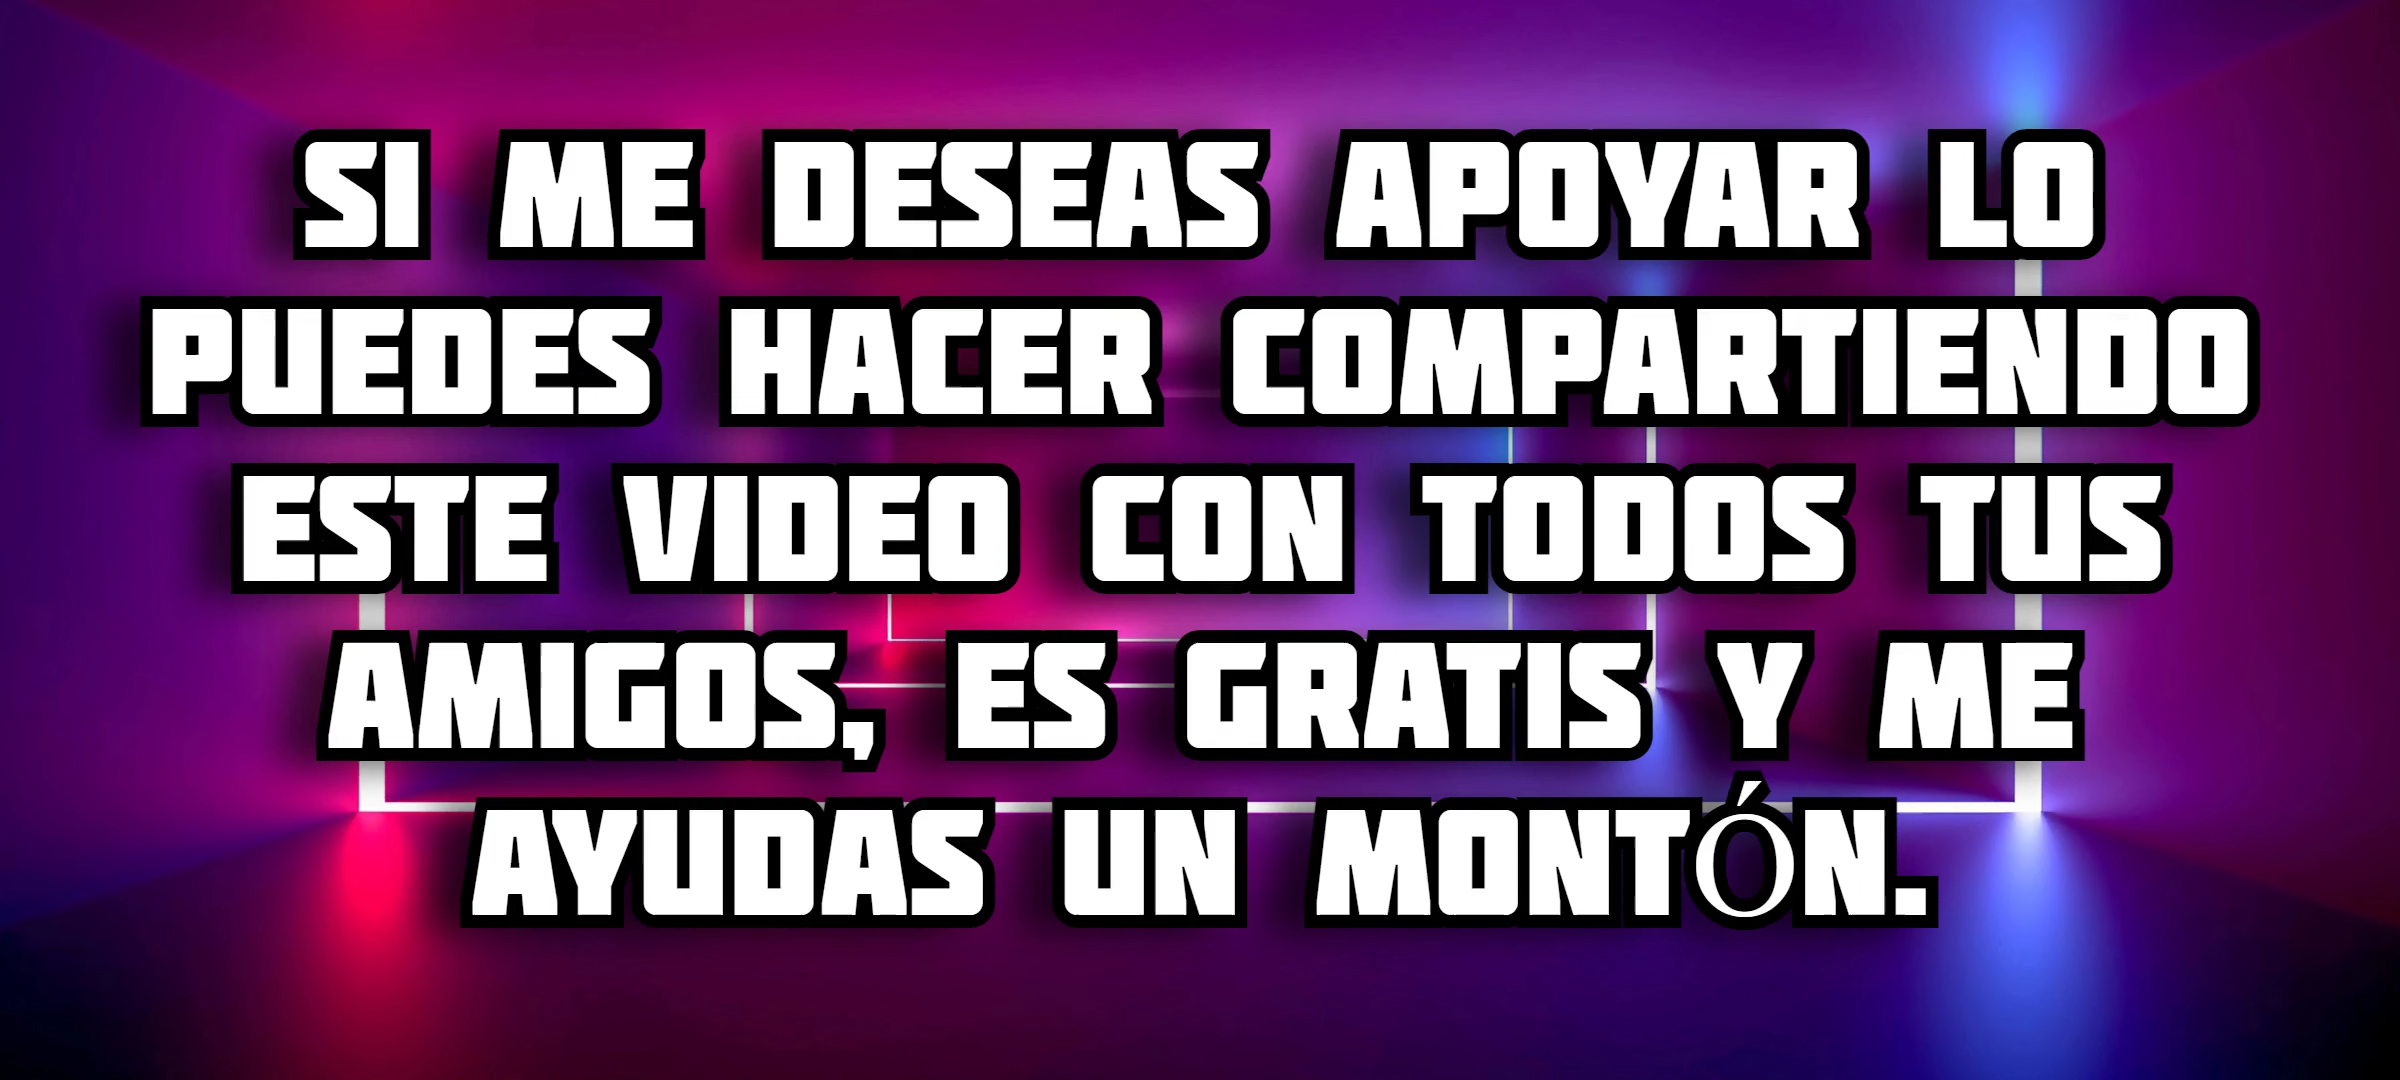 SI ME DESEAS APOYAR LO
PUEDES HACER COMPARTIENDO
ESTE VIDEO CON TODOS TUS
AMIGOS, ES GRATIS Y ME
AYUDAS UN MONTÓN.